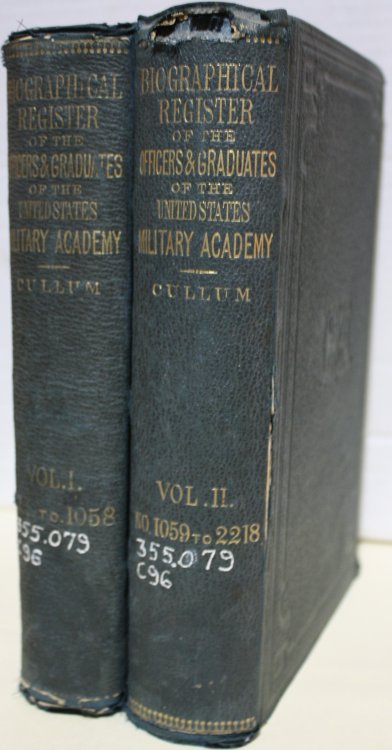 BIOGRAPHICAL
REGISTER
OF THE
OFFICERS & GRADUATES
OF THE
UNITED STATES
MILITARY ACADEMY
CULLUM
VOL. I.
TO 1058
355.079
C96
BIOGRAPHICAL
REGISTER
OF THE
OFFICERS & GRADUATES
OF THE
UNITED STATES
MILITARY ACADEMY
CULLUM
VOL. II.
NO. 1059 TO 2218
355.079
C96